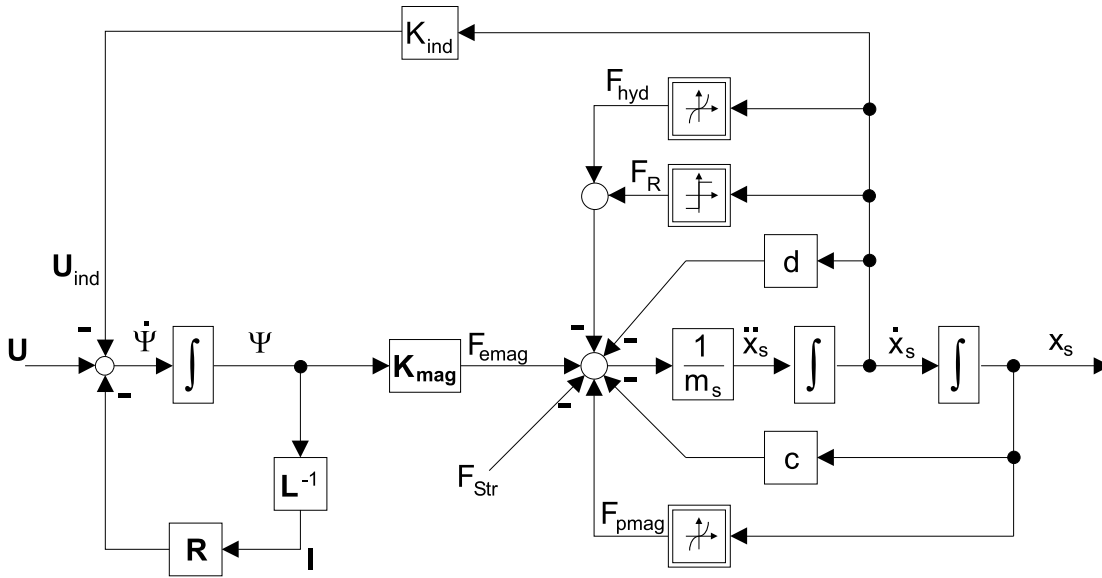 K_ind
F_hyd
F_R
U_ind
d
U
-
Ψ̇
∫
Ψ
K_mag
F_emag
-
-
1
m_s
ẍ_s
∫
ẋ_s
∫
x_s
-
-
-
F_Str
c
L^-1
F_pmag
R
I